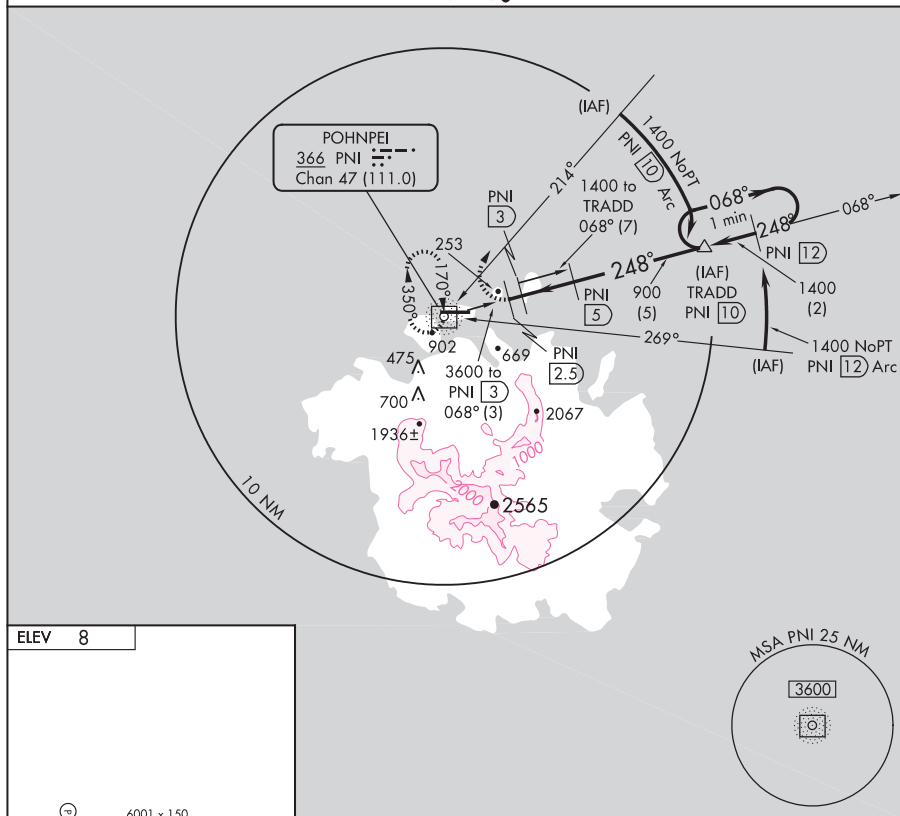 (IAF)
1400 NoPT
PNI 10 Arc
POHNPEI
366 PNI
Chan 47 (111.0)
214°
PNI
3
1400 to
TRADD
068° (7)
068°
1 min
068°
248°
PNI 12
253
170°
350°
248°
PNI
5
900
(5)
(IAF)
TRADD
PNI 10
1400
(2)
269°
902
669
PNI
2.5
(IAF)
1400 NoPT
PNI 12 Arc
475
3600 to
PNI 3
068° (3)
700
1936±
2067
1000
2000
2565
10 NM
ELEV 8
MSA PNI 25 NM
3600
P
6001 x 150